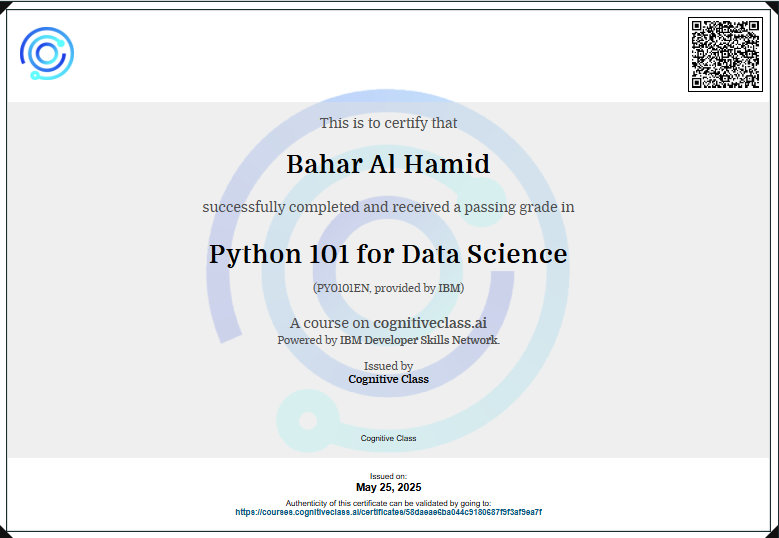 This is to certify that
Bahar Al Hamid
successfully completed and received a passing grade in
Python 101 for Data Science
(PY0101EN, provided by IBM)
A course on cognitiveclass.ai
Powered by IBM Developer Skills Network.
Issued by
Cognitive Class
Cognitive Class
Issued on:
May 25, 2025
Authenticity of this certificate can be validated by going to:
https://courses.cognitiveclass.ai/certificates/58daeae6ba044c9180687f9f3af9ea7f